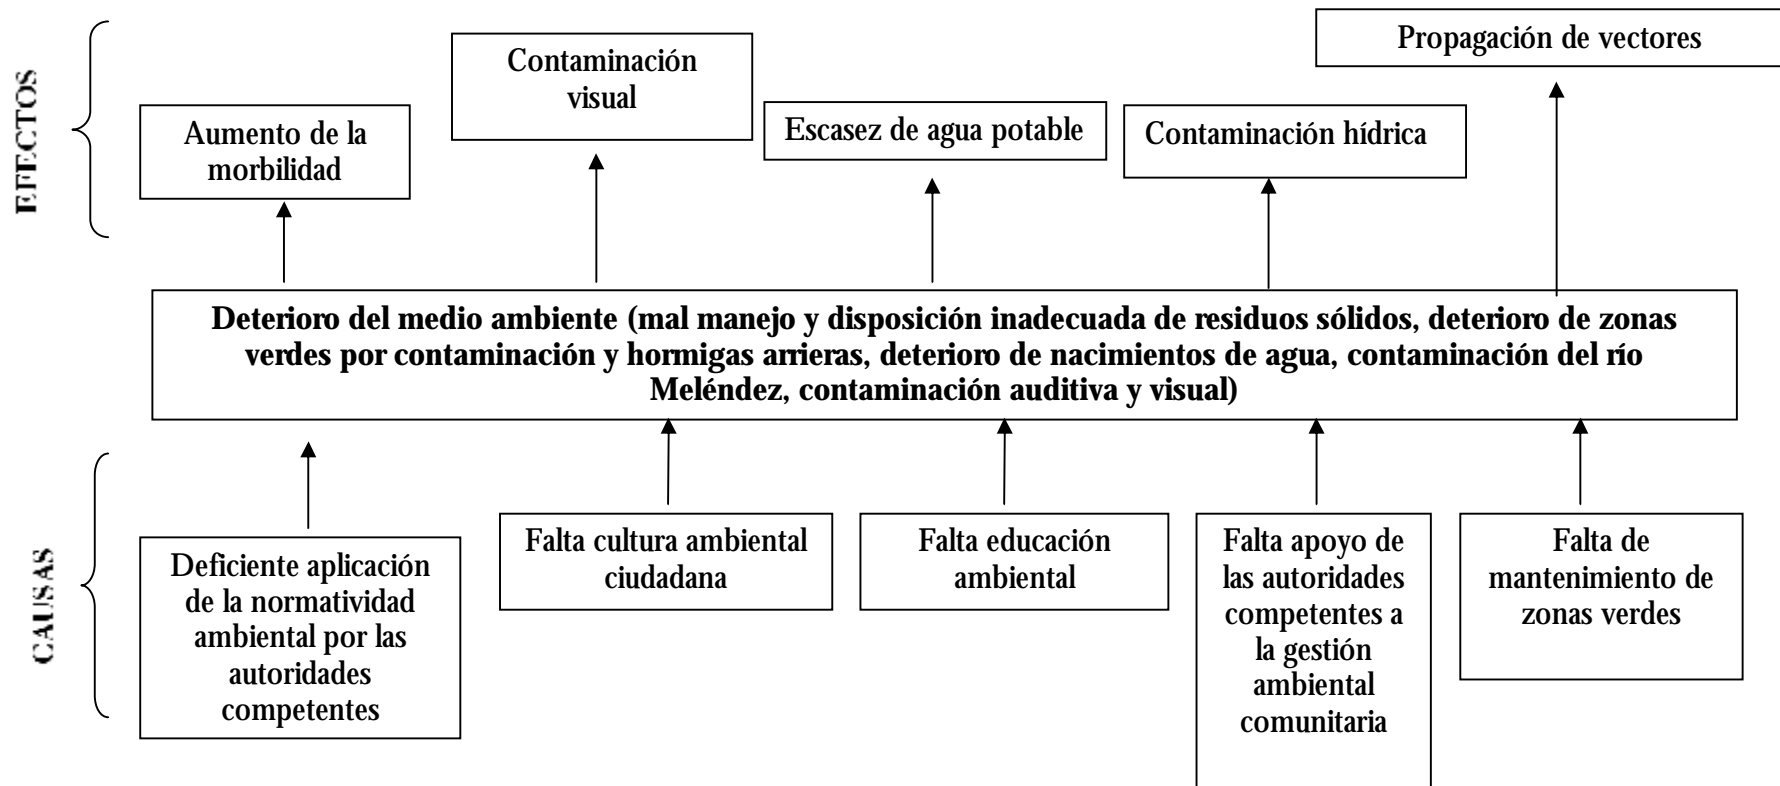 EFECTOS
Aumento de la
morbilidad
Contaminación
visual
Escasez de agua potable
Contaminación hídrica
Propagación de vectores
Deterioro del medio ambiente (mal manejo y disposición inadecuada de residuos sólidos, deterioro de zonas
verdes por contaminación y hormigas arrieras, deterioro de nacimientos de agua, contaminación del río
Meléndez, contaminación auditiva y visual)
CAUSAS
Deficiente aplicación
de la normatividad
ambiental por las
autoridades
competentes
Falta cultura ambiental
ciudadana
Falta educación
ambiental
Falta apoyo de
las autoridades
competentes a
la gestión
ambiental
comunitaria
Falta de
mantenimiento de
zonas verdes